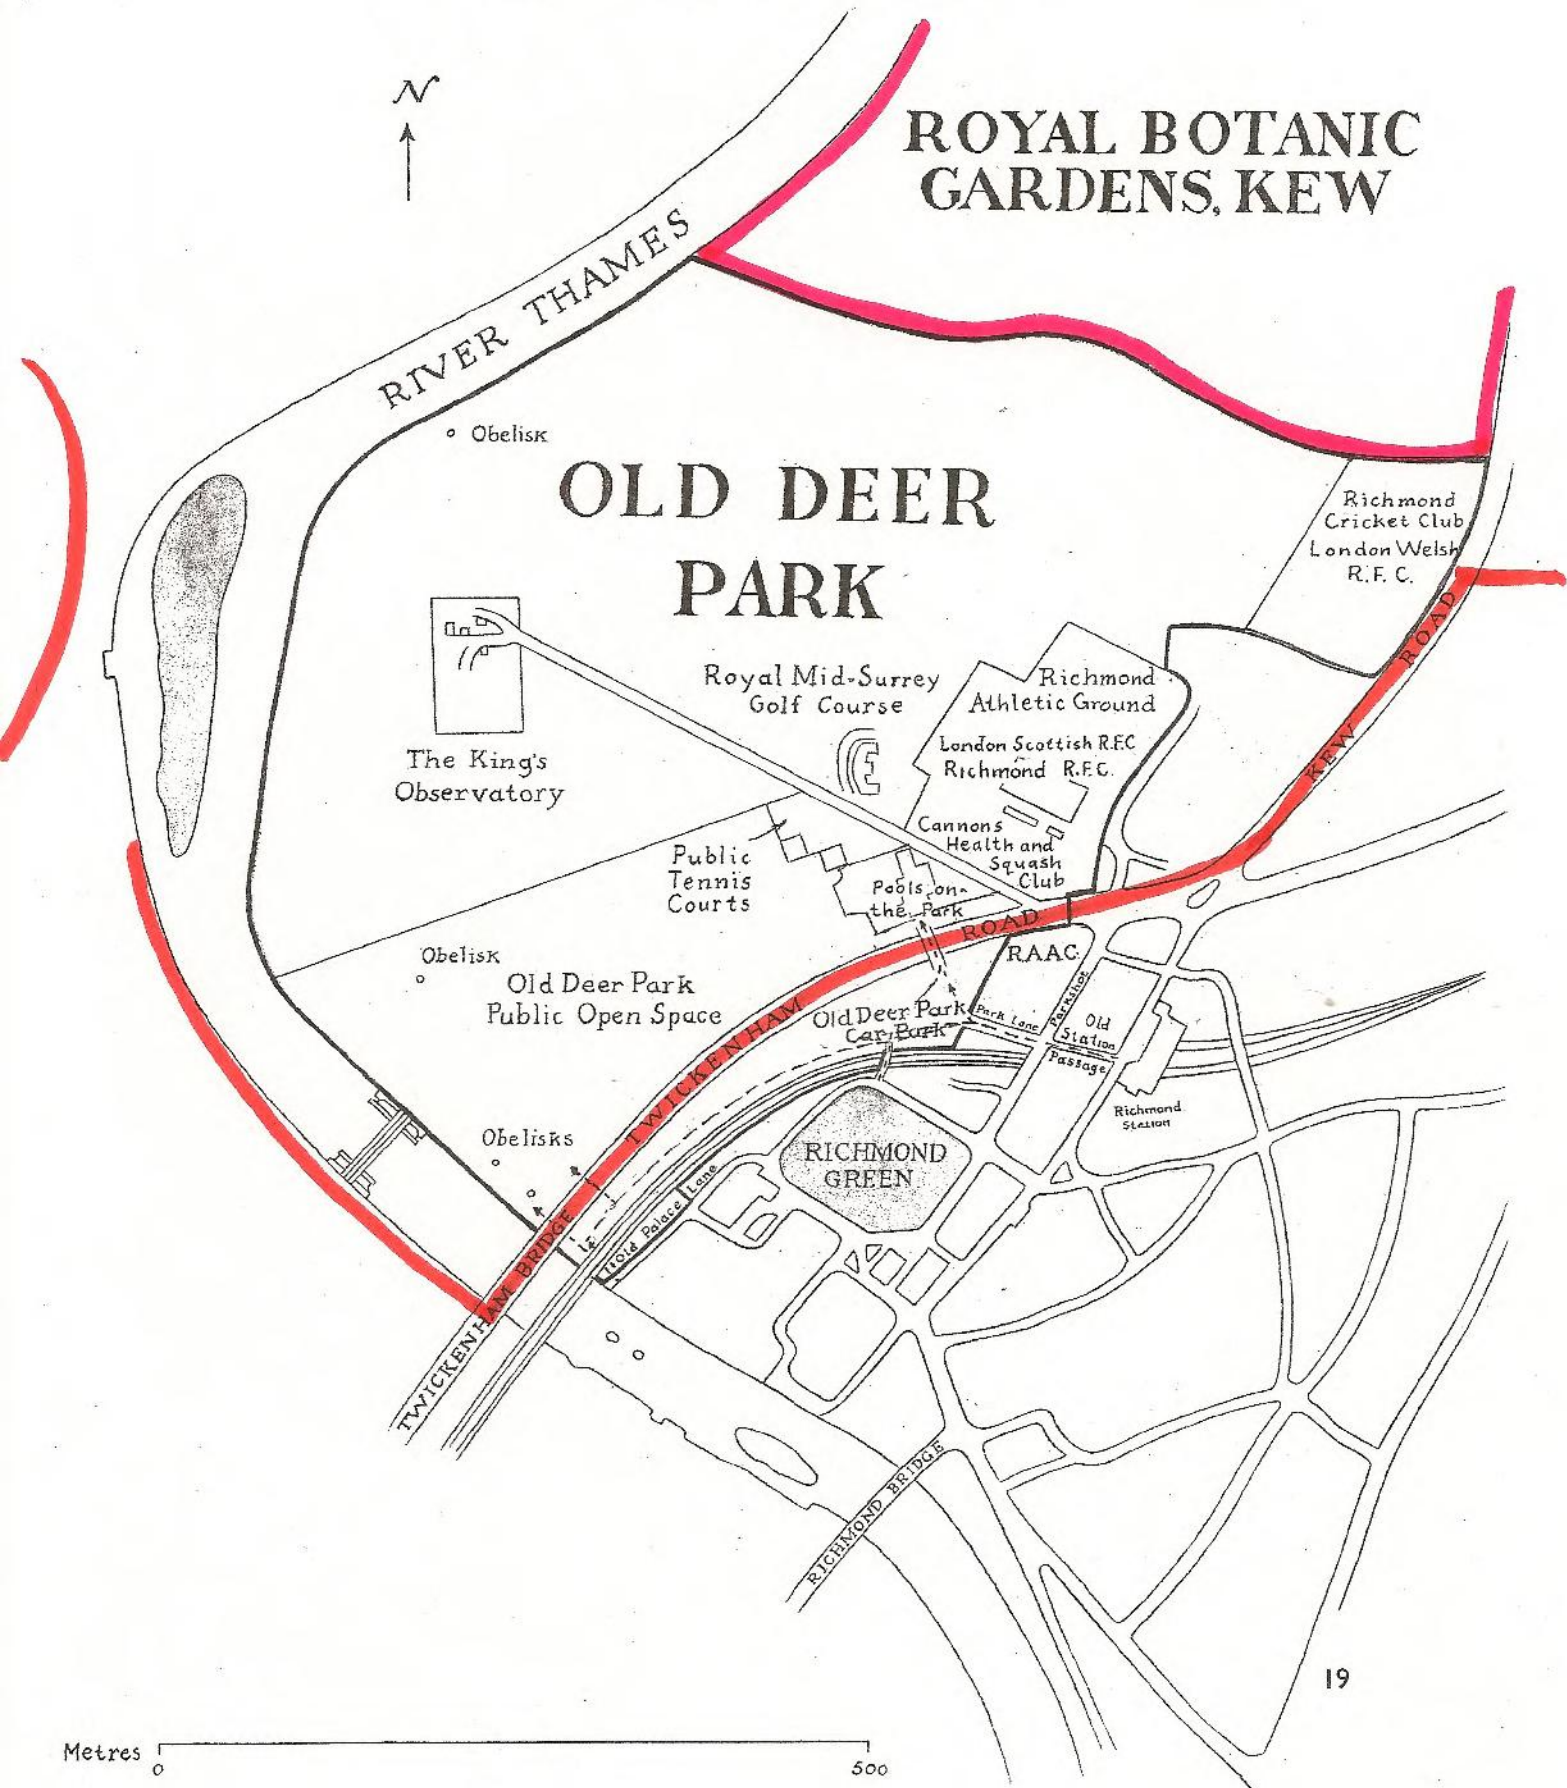 N
ROYAL BOTANIC
GARDENS, KEW
RIVER THAMES
Obelisk
OLD DEER
PARK
Richmond
Cricket Club
London Welsh
R.F.C.
KEW ROAD
Royal Mid-Surrey
Golf Course
Richmond
Athletic Ground
London Scottish R.F.C
Richmond R.F.C.
The King's
Observatory
Cannons
Health and
Squash
Club
Public
Tennis
Courts
Pools on
the Park
Obelisk
Old Deer Park
Public Open Space
TWICKENHAM ROAD
RAAC
Parkshot
Park Lane
Old Deer Park
Car Park
Old
Station
Passage
Richmond
Station
Obelisks
RICHMOND
GREEN
Old Palace Lane
TWICKENHAM BRIDGE
RICHMOND BRIDGE
19
Metres
0
500